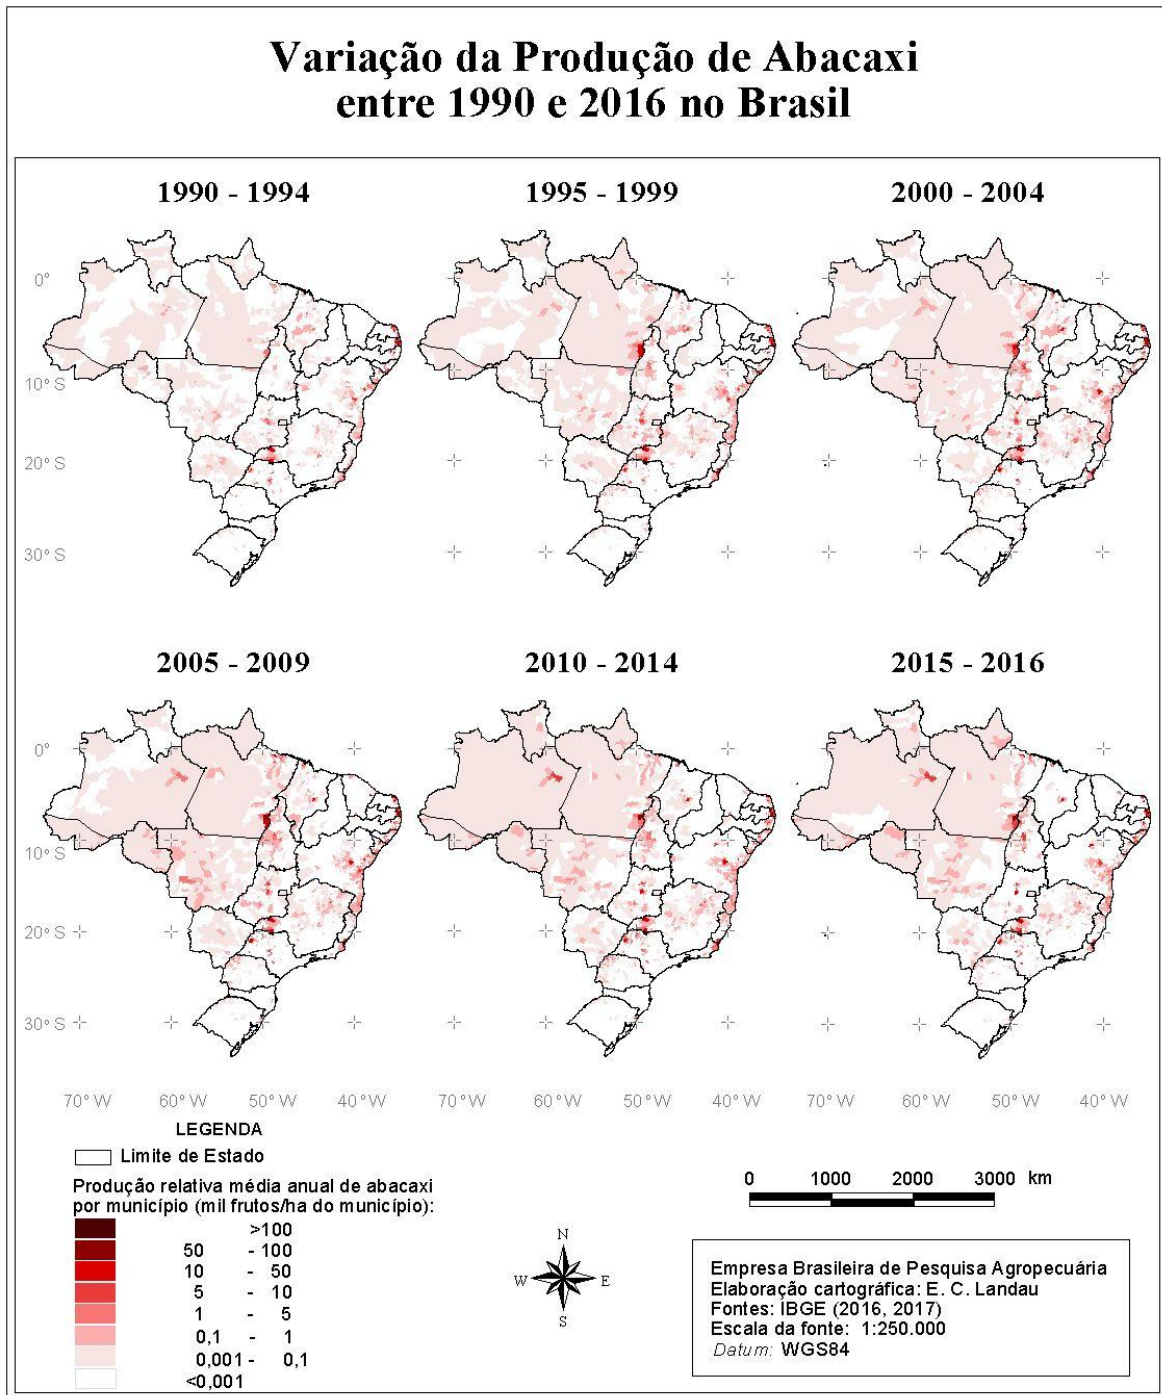 Variação da Produção de Abacaxi
entre 1990 e 2016 no Brasil
1990 - 1994
1995 - 1999
2000 - 2004
0°
10° S
20° S
30° S
2005 - 2009
2010 - 2014
2015 - 2016
0°
10° S
20° S
30° S
70° W 60° W 50° W 40° W 70° W 60° W 50° W 40° W 70° W 60° W 50° W 40° W
LEGENDA
Limite de Estado
Produção relativa média anual de abacaxi
por município (mil frutos/ha do município):
>100
50 - 100
10 - 50
5 - 10
1 - 5
0,1 - 1
0,001 - 0,1
<0,001
N
W E
S
0 1000 2000 3000 km
Empresa Brasileira de Pesquisa Agropecuária
Elaboração cartográfica: E. C. Landau
Fontes: IBGE (2016, 2017)
Escala da fonte: 1:250.000
Datum: WGS84